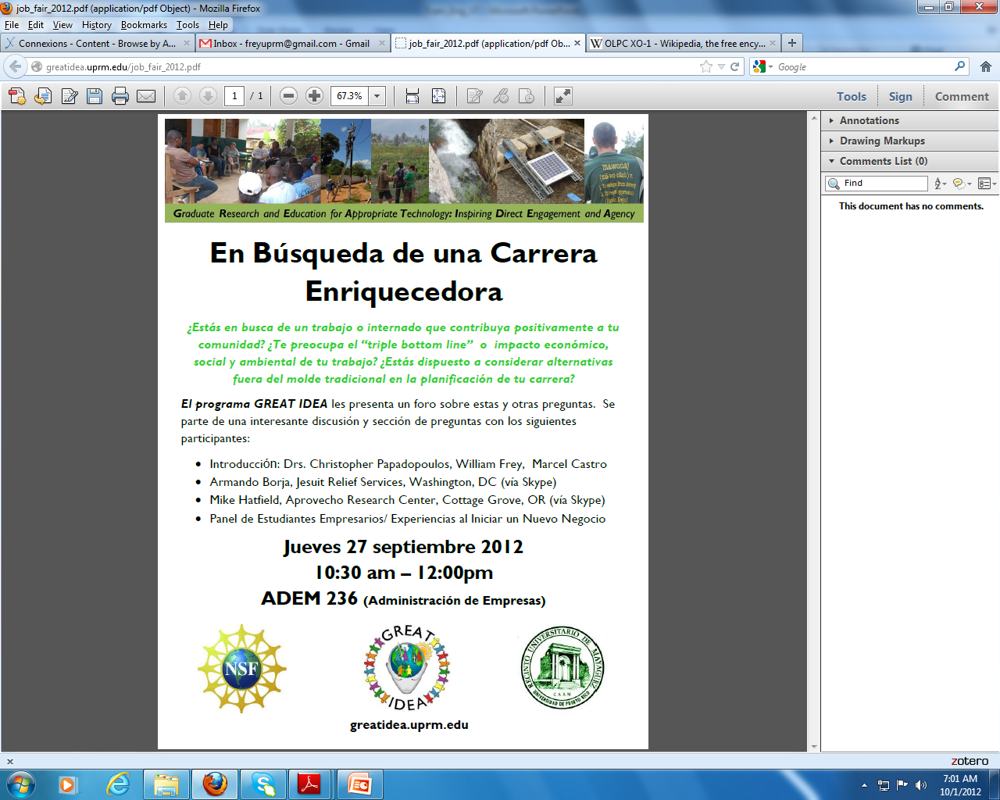 job_fair_2012.pdf (application/pdf Object) - Mozilla Firefox
File Edit View History Bookmarks Tools Help
Connexions - Content - Browse by A...
Inbox - freyuprm@gmail.com - Gmail
job_fair_2012.pdf (application/pdf Ob...
OLPC XO-1 - Wikipedia, the free ency...
greatidea.uprm.edu/job_fair_2012.pdf
Google
1 / 1
67.3%
Tools Sign Comment
Annotations
Drawing Markups
Comments List (0)
Find
This document has no comments.
mawonaj
Graduate Research and Education for Appropriate Technology: Inspiring Direct Engagement and Agency
En Búsqueda de una Carrera
Enriquecedora
¿Estás en busca de un trabajo o internado que contribuya positivamente a tu
comunidad? ¿Te preocupa el “triple bottom line” o impacto económico,
social y ambiental de tu trabajo? ¿Estás dispuesto a considerar alternativas
fuera del molde tradicional en la planificación de tu carrera?
El programa GREAT IDEA les presenta un foro sobre estas y otras preguntas. Se
parte de una interesante discusión y sección de preguntas con los siguientes
participantes:
• Introducción: Drs. Christopher Papadopoulos, William Frey, Marcel Castro
• Armando Borja, Jesuit Relief Services, Washington, DC (vía Skype)
• Mike Hatfield, Aprovecho Research Center, Cottage Grove, OR (vía Skype)
• Panel de Estudiantes Empresarios/ Experiencias al Iniciar un Nuevo Negocio
Jueves 27 septiembre 2012
10:30 am – 12:00pm
ADEM 236 (Administración de Empresas)
NSF
GREAT
IDEA
RECINTO UNIVERSITARIO DE MAYAGÜEZ
CAAM
UNIVERSIDAD DE PUERTO RICO
greatidea.uprm.edu
zotero
7:01 AM
10/1/2012